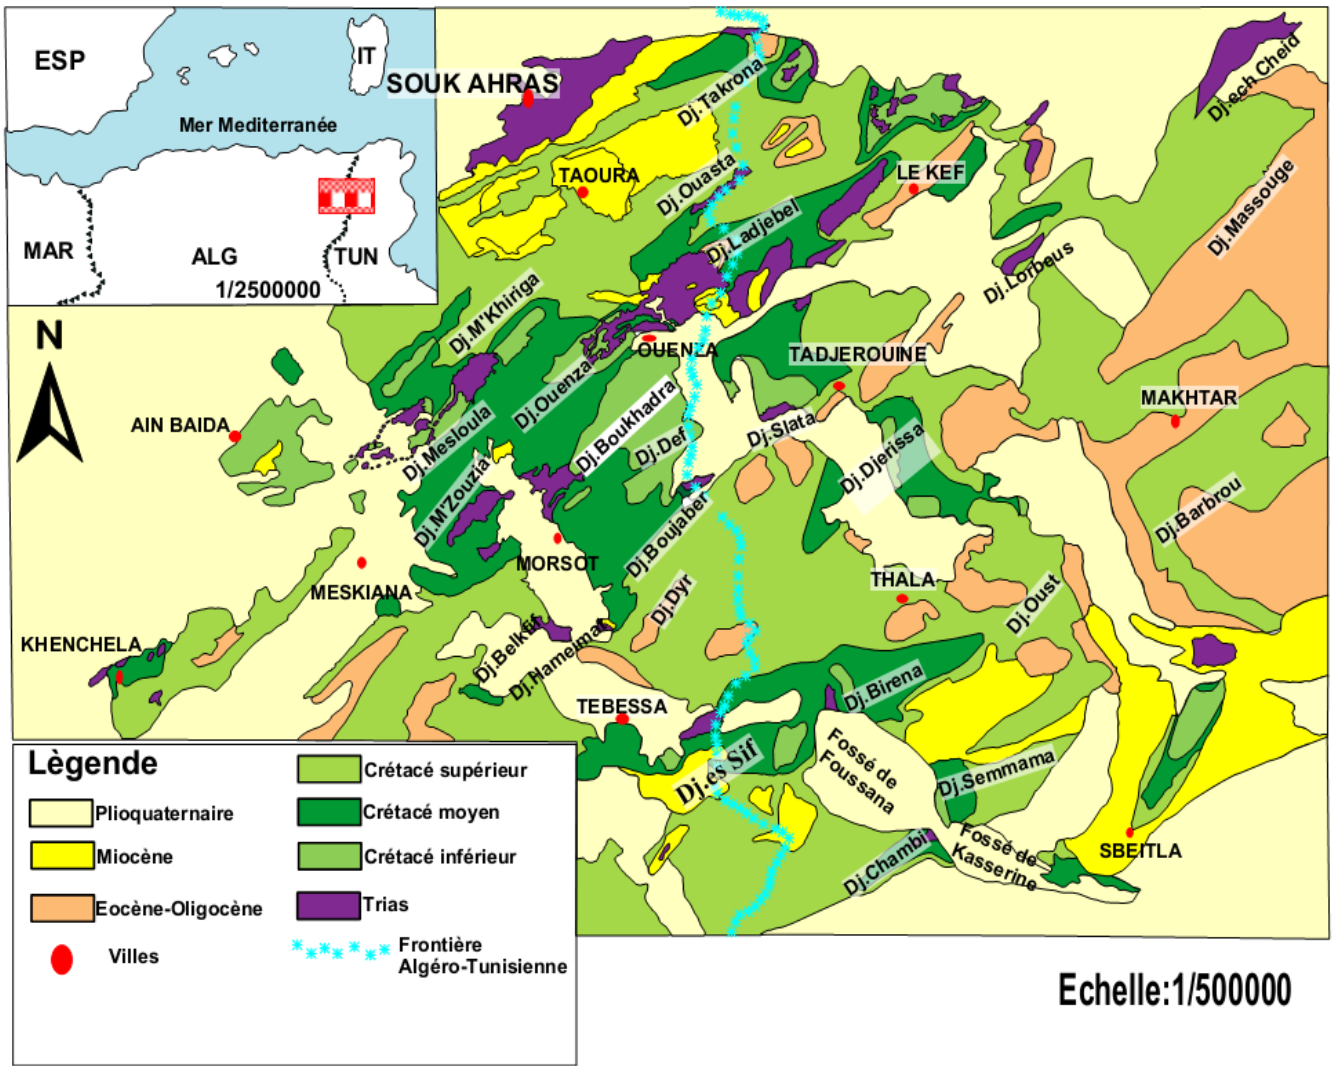 ESP
IT
SOUK AHRAS
Mer Mediterranée
MAR
ALG
TUN
1/2500000
N
TAOURA
LE KEF
OUENZA
TADJEROUINE
MAKHTAR
AIN BAIDA
MESKIANA
MORSOT
THALA
KHENCHELA
TEBESSA
SBEITLA
Dj.Takrona
Dj.ech Cheid
Dj.Ouasta
Dj.Ladjebel
Dj.Massouge
Dj.Lorbeus
Dj.M'Khiriga
Dj.Ouenza
Dj.Mesloula
Dj.Boukhadra
Dj.Def
Dj.Slata
Dj.Djerissa
Dj.Barbrou
Dj.M'Zouzia
Dj.Boujaber
Dj.Dyr
Dj.Oust
Dj.Belkfif
Dj.Hameimat
Dj.Birena
Dj.es Sif
Fossé de
Foussana
Dj.Semmama
Dj.Chambi
Fossé de
Kasserine
Lègende
Plioquaternaire
Miocène
Eocène-Oligocène
Villes
Crétacé supérieur
Crétacé moyen
Crétacé inférieur
Trias
Frontière
Algéro-Tunisienne
Echelle:1/500000